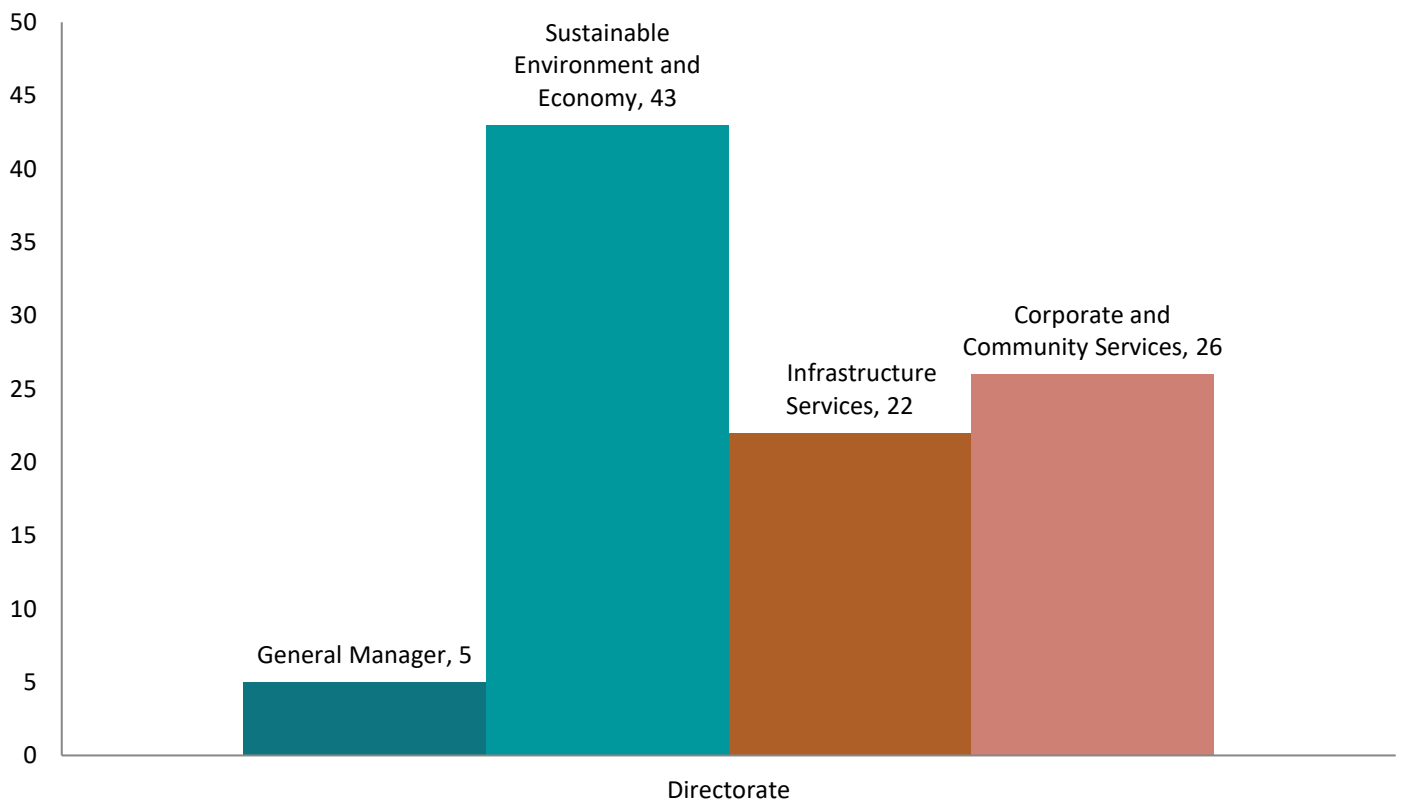 50
45
40
35
30
25
20
15
10
5
0
Sustainable
Environment and
Economy, 43
Corporate and
Community Services, 26
Infrastructure
Services, 22
General Manager, 5
Directorate